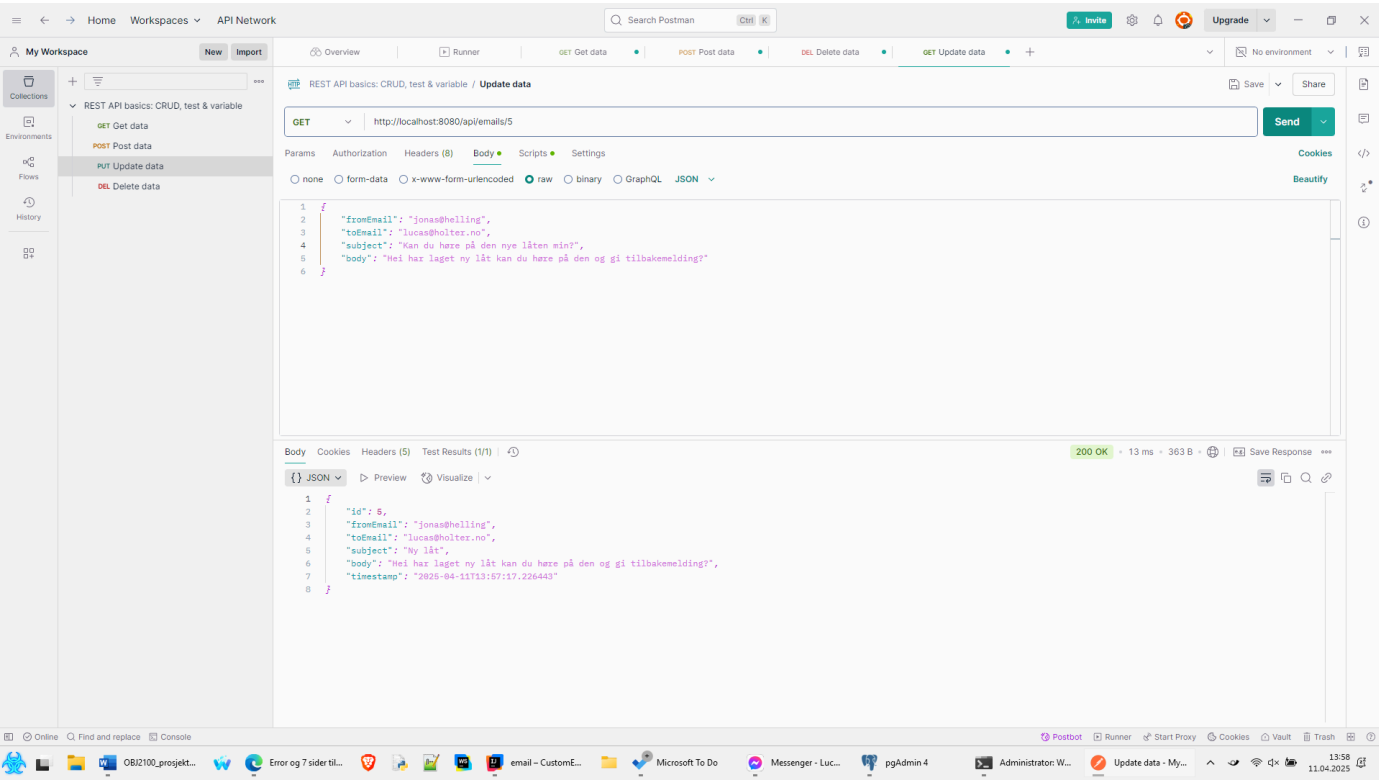 Home Workspaces API Network Search Postman Ctrl K Invite Upgrade
My Workspace New Import Overview Runner GET Get data POST Post data DEL Delete data GET Update data No environment
Collections
Environments
Flows
History
REST API basics: CRUD, test & variable
GET Get data
POST Post data
PUT Update data
DEL Delete data
HTTP REST API basics: CRUD, test & variable / Update data Save Share
GET http://localhost:8080/api/emails/5 Send
Params Authorization Headers (8) Body Scripts Settings Cookies
none form-data x-www-form-urlencoded raw binary GraphQL JSON Beautify
1 {
2 "fromEmail": "jonas@helling",
3 "toEmail": "lucas@holter.no",
4 "subject": "Kan du høre på den nye låten min?",
5 "body": "Hei har laget ny låt kan du høre på den og gi tilbakemelding?"
6 }
Body Cookies Headers (5) Test Results (1/1) 200 OK 13 ms 363 B Save Response
{} JSON Preview Visualize
1 {
2 "id": 5,
3 "fromEmail": "jonas@helling",
4 "toEmail": "lucas@holter.no",
5 "subject": "Ny låt",
6 "body": "Hei har laget ny låt kan du høre på den og gi tilbakemelding?",
7 "timestamp": "2025-04-11T13:57:17.226443"
8 }
Online Find and replace Console Postbot Runner Start Proxy Cookies Vault Trash
OBJ2100_prosjekt... Error og 7 sider til... email – CustomE... Microsoft To Do Messenger - Luc... pgAdmin 4 Administrator: W... Update data - My... 13:58
11.04.2025